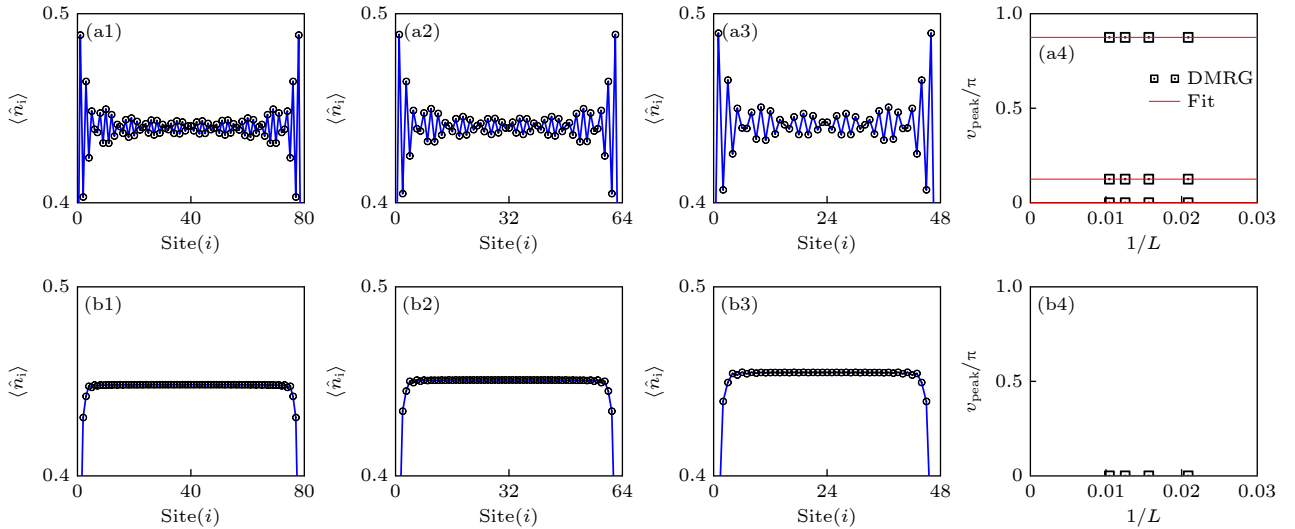 0.5
(a1)
⟨n̂ᵢ⟩
0.4
0
40
80
Site(i)
0.5
(a2)
⟨n̂ᵢ⟩
0.4
0
32
64
Site(i)
0.5
(a3)
⟨n̂ᵢ⟩
0.4
0
24
48
Site(i)
1.0
(a4)
DMRG
Fit
0.5
v_peak/π
0
0
0.01
0.02
0.03
1/L
0.5
(b1)
⟨n̂ᵢ⟩
0.4
0
40
80
Site(i)
0.5
(b2)
⟨n̂ᵢ⟩
0.4
0
32
64
Site(i)
0.5
(b3)
⟨n̂ᵢ⟩
0.4
0
24
48
Site(i)
1.0
(b4)
0.5
v_peak/π
0
0
0.01
0.02
0.03
1/L